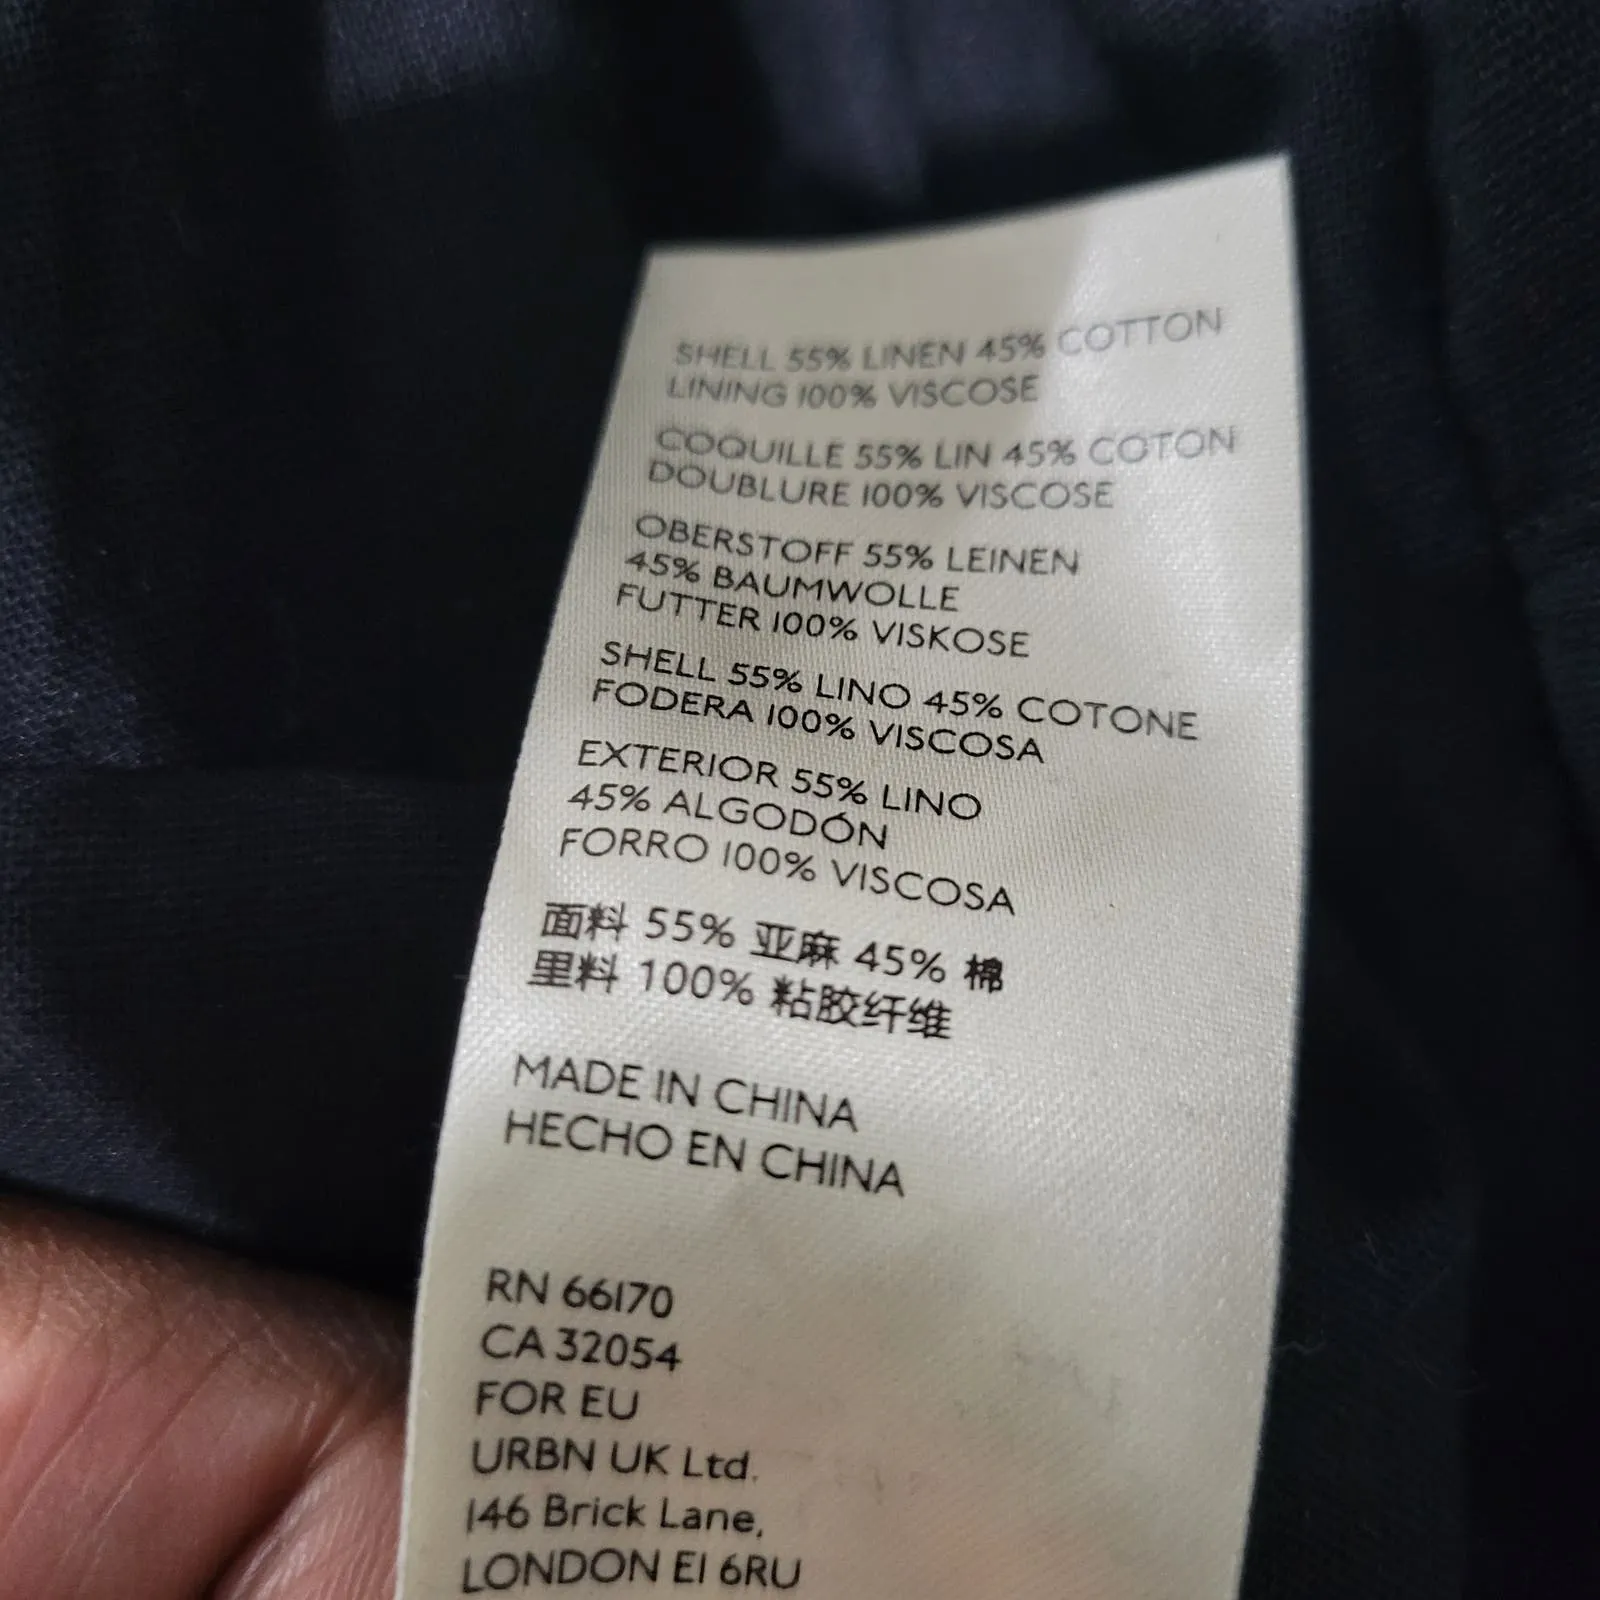 SHELL 55% LINEN 45% COTTON
LINING 100% VISCOSE
COQUILLE 55% LIN 45% COTON
DOUBLURE 100% VISCOSE
OBERSTOFF 55% LEINEN
45% BAUMWOLLE
FUTTER 100% VISKOSE
SHELL 55% LINO 45% COTONE
FODERA 100% VISCOSA
EXTERIOR 55% LINO
45% ALGODÓN
FORRO 100% VISCOSA
面料 55% 亚麻 45% 棉
里料 100% 粘胶纤维
MADE IN CHINA
HECHO EN CHINA
RN 66170
CA 32054
FOR EU
URBN UK Ltd.
146 Brick Lane,
LONDON E1 6RU